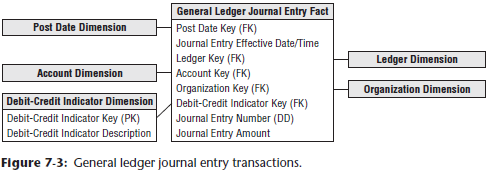 General Ledger Journal Entry Fact
Post Date Key (FK)
Journal Entry Effective Date/Time
Ledger Key (FK)
Account Key (FK)
Organization Key (FK)
Debit-Credit Indicator Key (FK)
Journal Entry Number (DD)
Journal Entry Amount
Post Date Dimension
Account Dimension
Debit-Credit Indicator Dimension
Debit-Credit Indicator Key (PK)
Debit-Credit Indicator Description
Ledger Dimension
Organization Dimension
Figure 7-3: General ledger journal entry transactions.